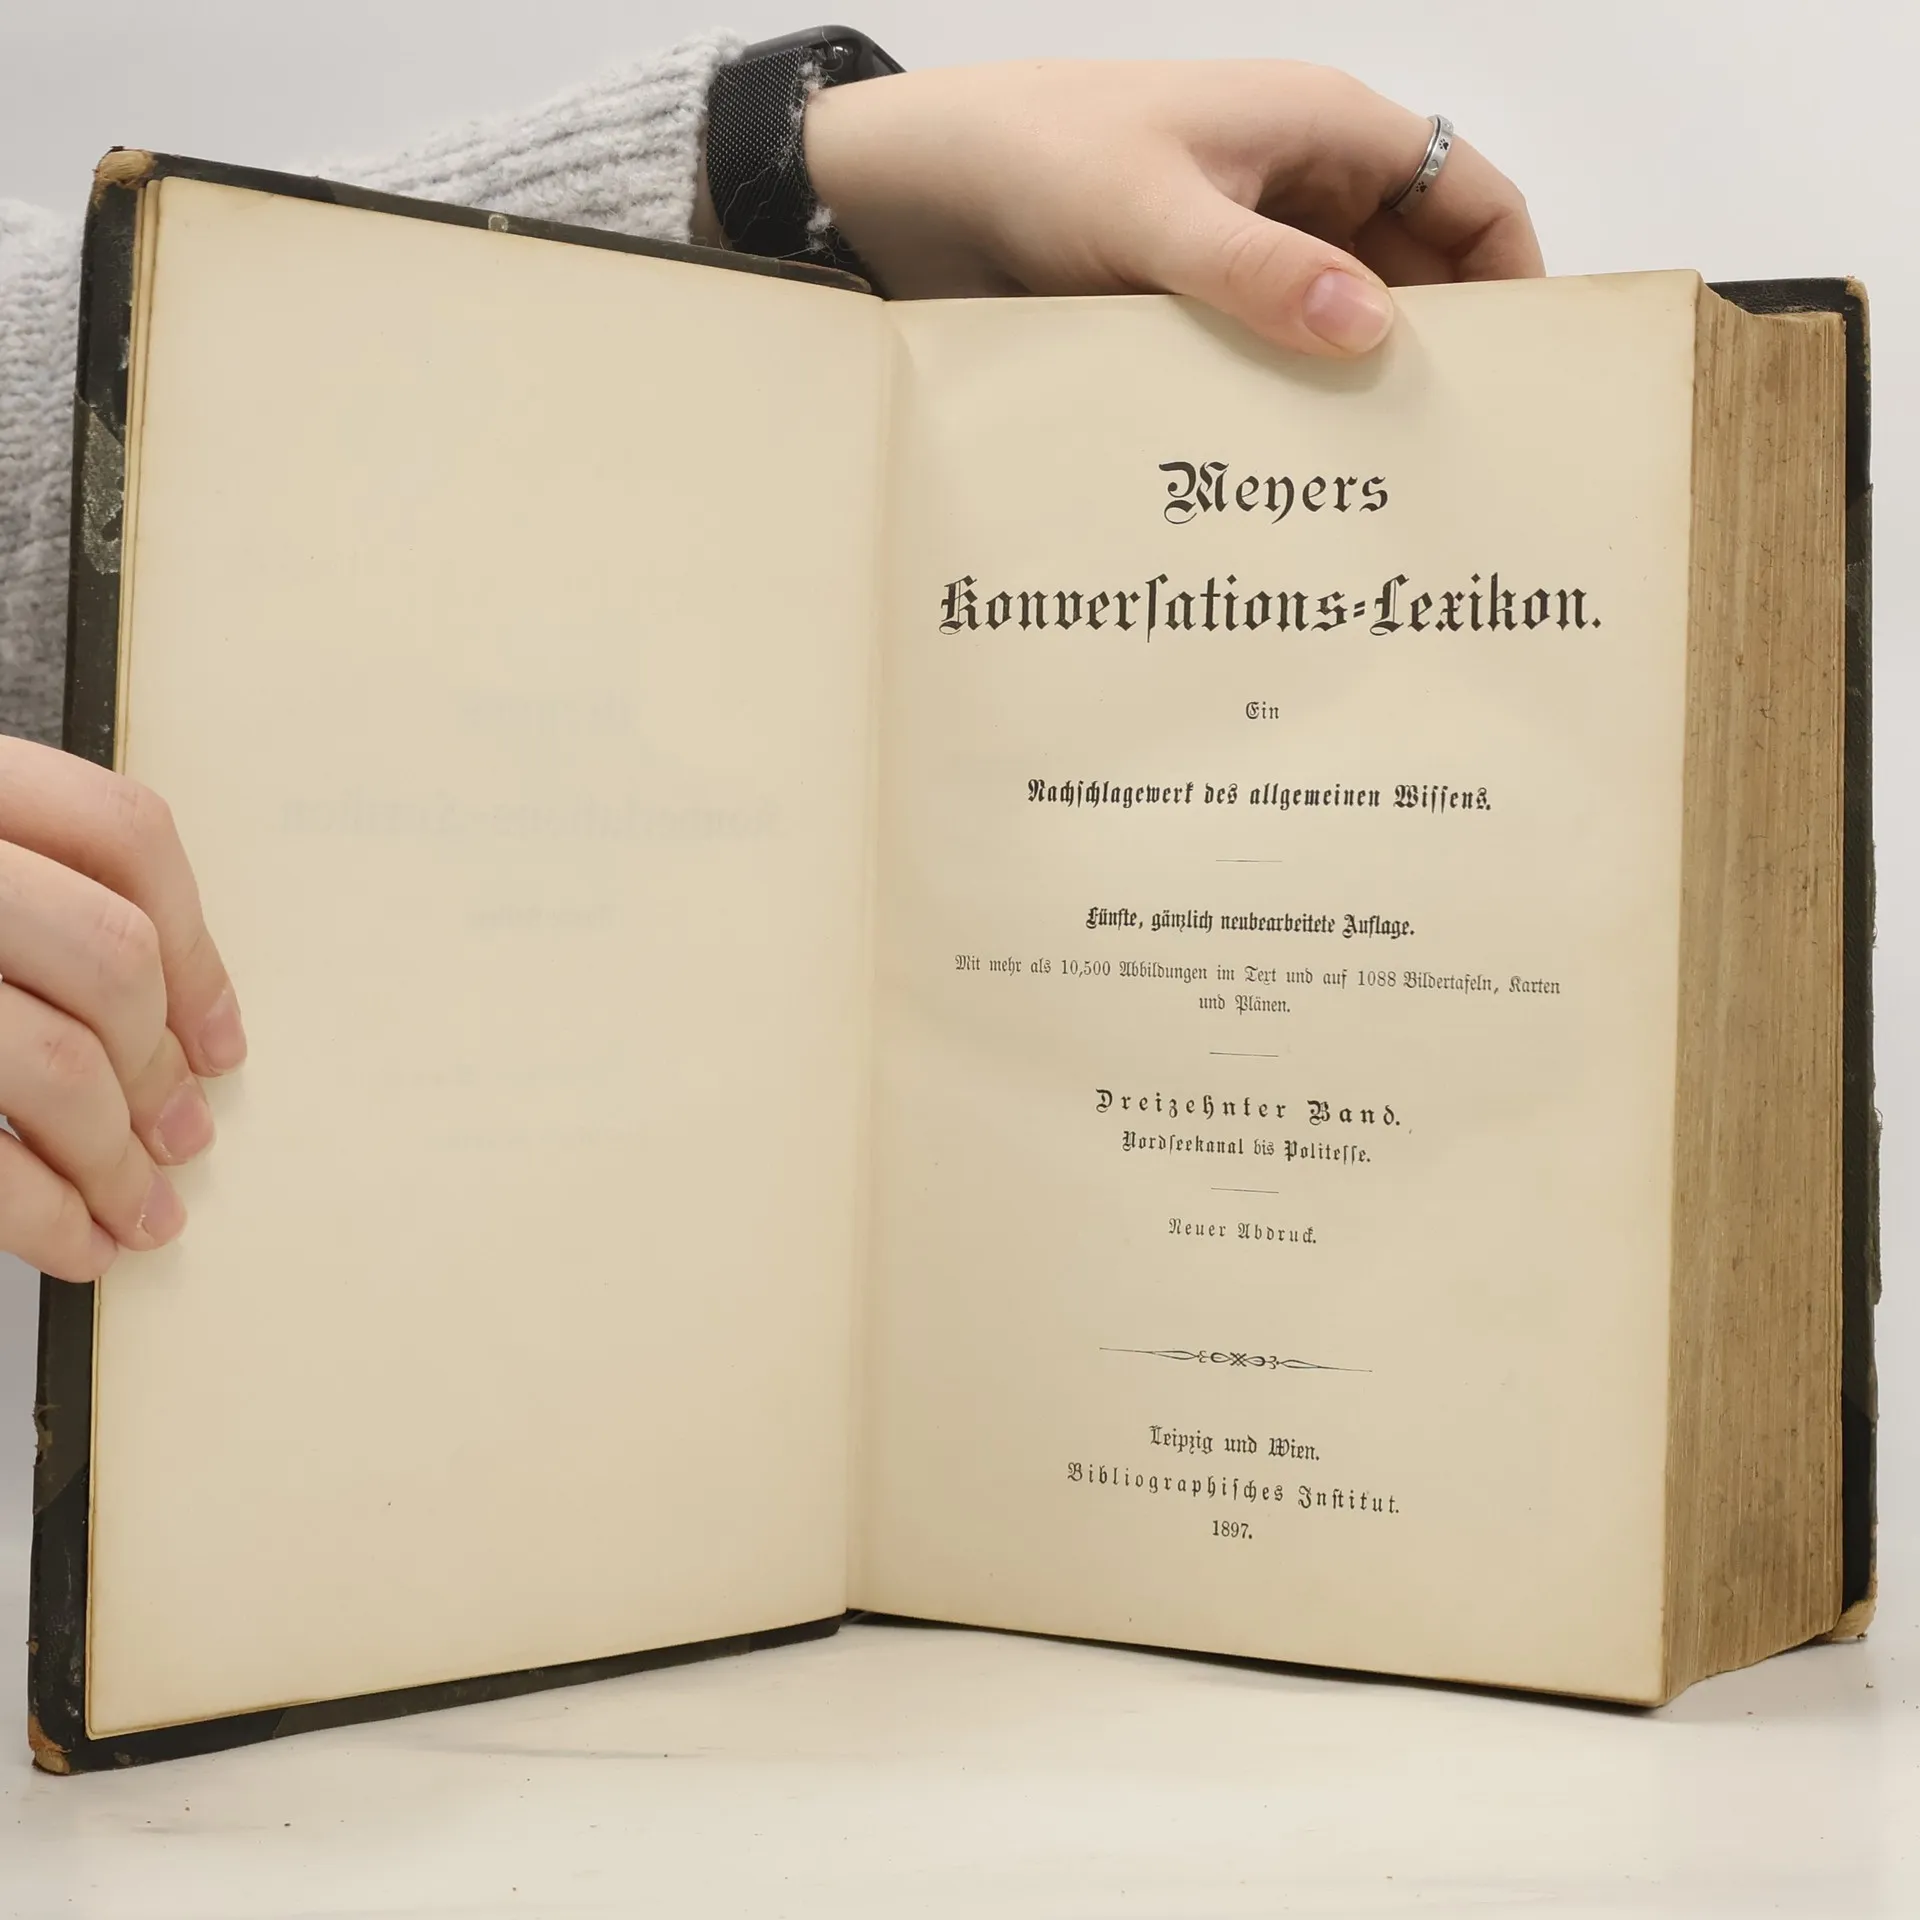 Meyers
Konverſations-Lexikon.
Ein
Nachſchlagewerk des allgemeinen Wiſſens.
Fünfte, gänzlich neubearbeitete Auflage.
Mit mehr als 10,500 Abbildungen im Text und auf 1088 Bildertafeln, Karten
und Plänen.
Dreizehnter Band.
Nordſeekanal bis Politeſſe.
Neuer Abdruck.
Leipzig und Wien.
Bibliographiſches Inſtitut.
1897.